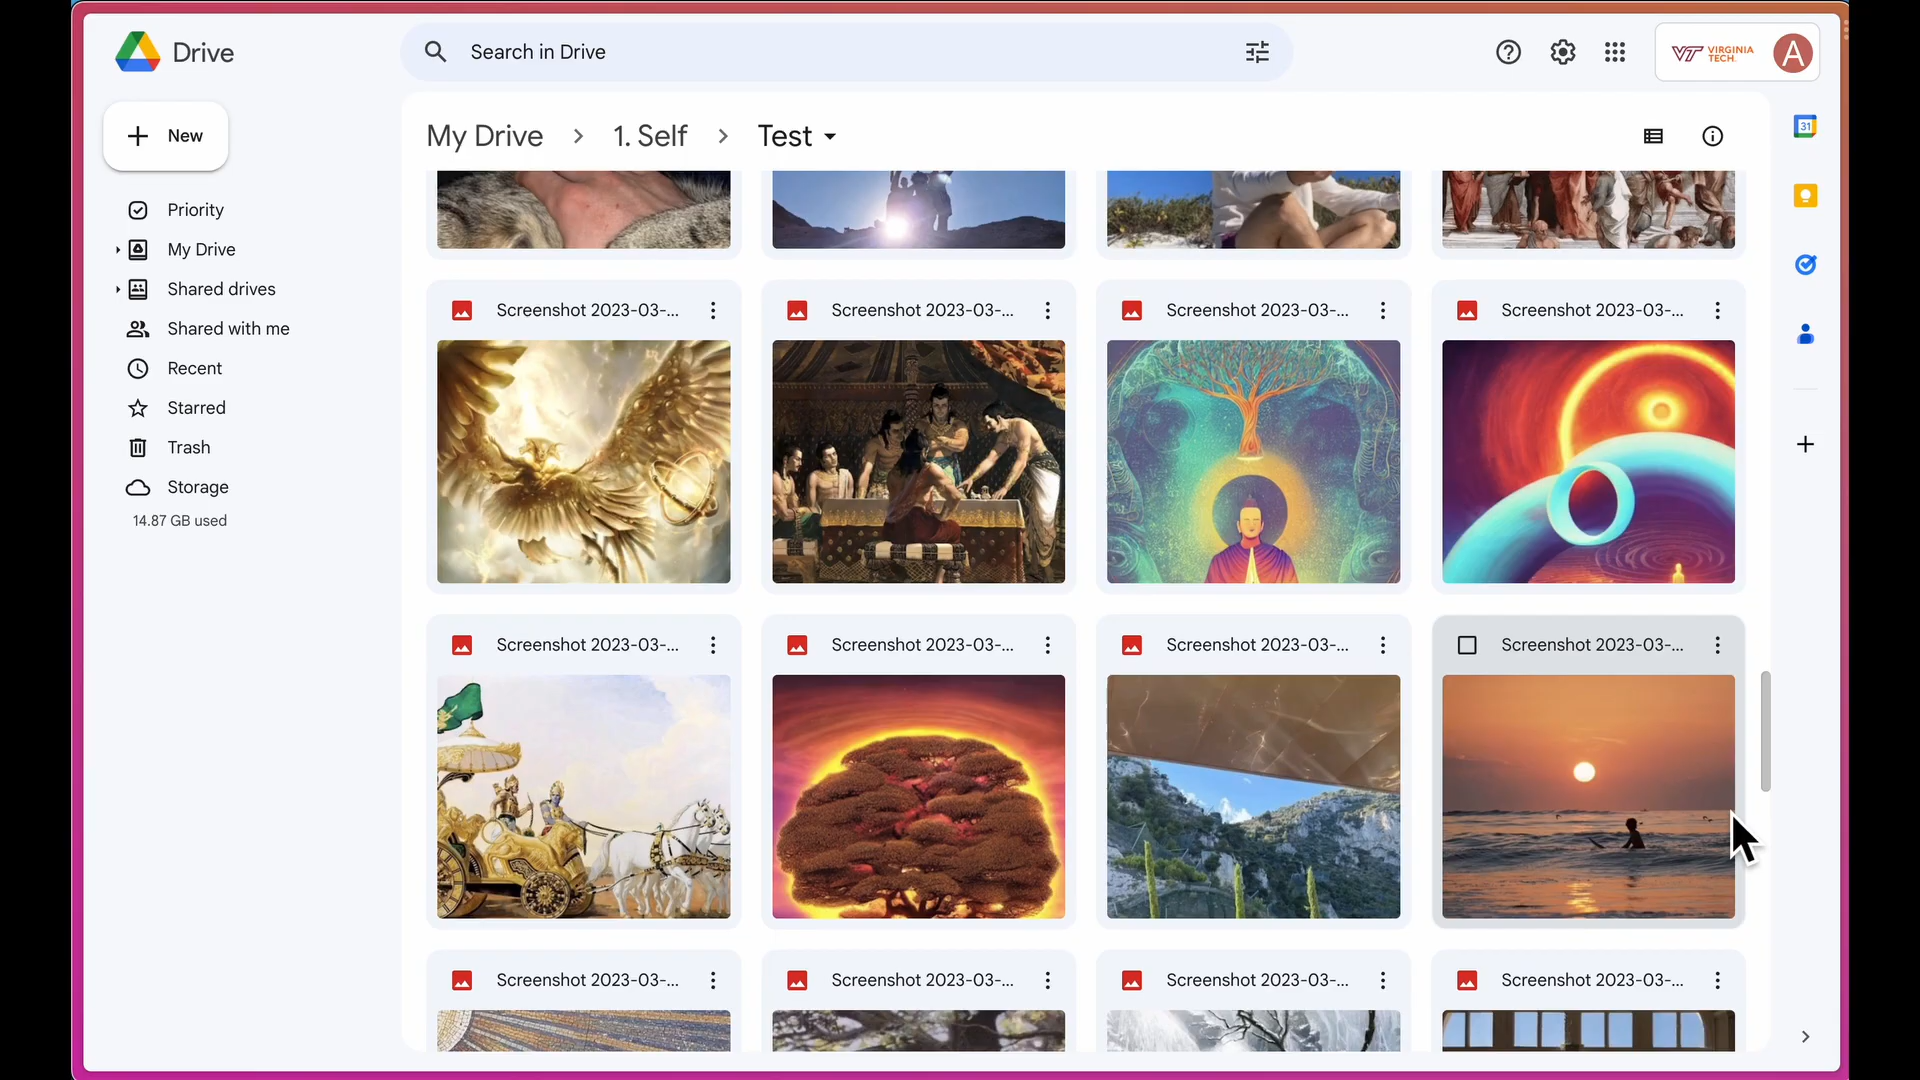 Drive
Search in Drive
VT VIRGINIA TECH.
A
New
My Drive
1. Self
Test
31
Priority
My Drive
Shared drives
Shared with me
Recent
Starred
Trash
Storage
14.87 GB used
Screenshot 2023-03-...
Screenshot 2023-03-...
Screenshot 2023-03-...
Screenshot 2023-03-...
Screenshot 2023-03-...
Screenshot 2023-03-...
Screenshot 2023-03-...
Screenshot 2023-03-...
Screenshot 2023-03-...
Screenshot 2023-03-...
Screenshot 2023-03-...
Screenshot 2023-03-...